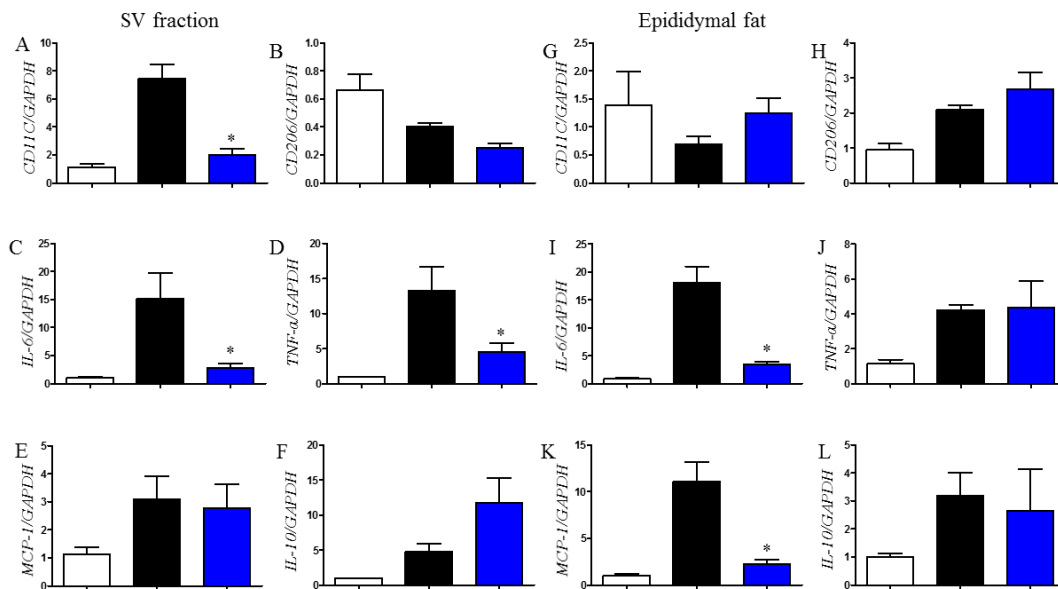 SV fraction
Epididymal fat
A
CD11C/GAPDH
10
8
6
4
2
0
*
B
CD206/GAPDH
0.8
0.6
0.4
0.2
0.0
G
CD11C/GAPDH
2.5
2.0
1.5
1.0
0.5
0.0
H
CD206/GAPDH
4
3
2
1
0
C
IL-6/GAPDH
25
20
15
10
5
0
*
D
TNF-α/GAPDH
20
15
10
5
0
*
I
IL-6/GAPDH
25
20
15
10
5
0
*
J
TNF-α/GAPDH
8
6
4
2
0
E
MCP-1/GAPDH
5
4
3
2
1
0
F
IL-10/GAPDH
20
15
10
5
0
K
MCP-1/GAPDH
15
10
5
0
*
L
IL-10/GAPDH
5
4
3
2
1
0